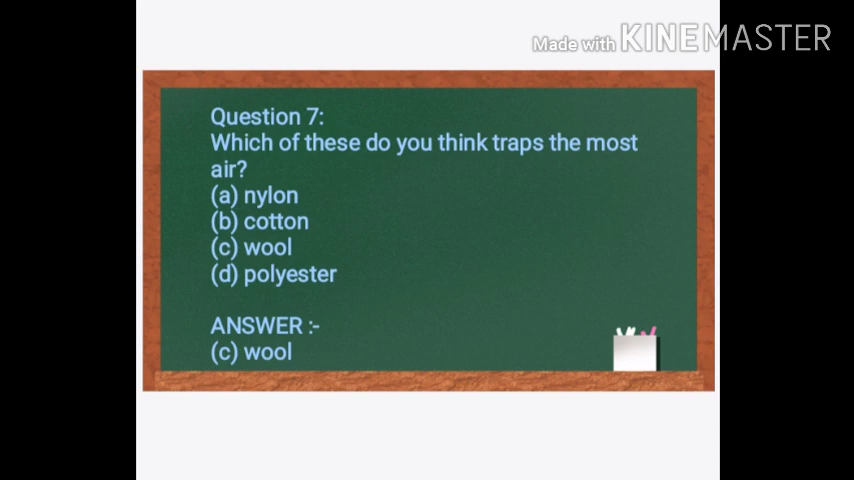 Made with KINEMASTER
Question 7:
Which of these do you think traps the most
air?
(a) nylon
(b) cotton
(c) wool
(d) polyester
ANSWER :-
(c) wool